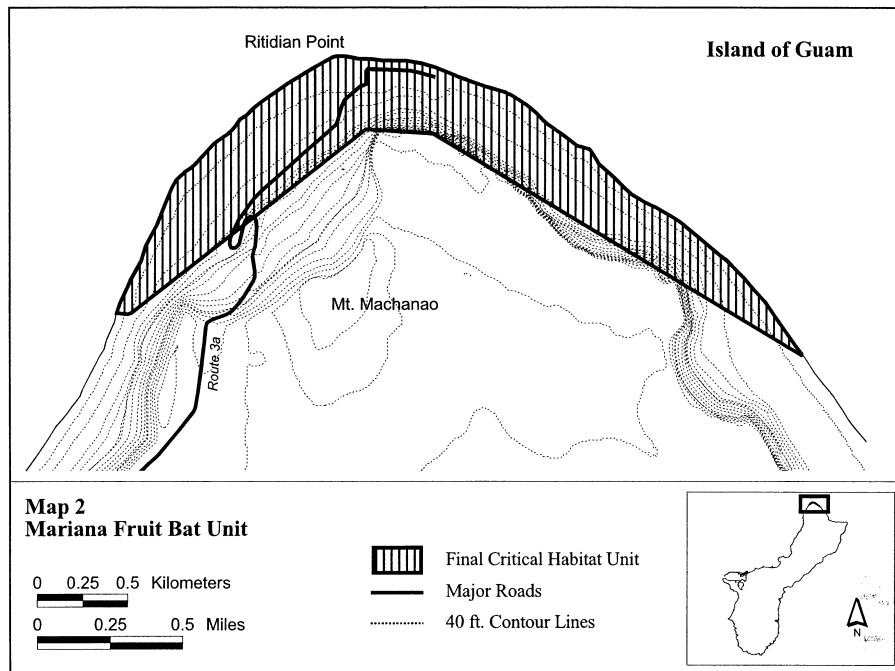 Ritidian Point
Island of Guam
Mt. Machanao
Route 3a
Map 2
Mariana Fruit Bat Unit
0 0.25 0.5 Kilometers
0 0.25 0.5 Miles
Final Critical Habitat Unit
Major Roads
40 ft. Contour Lines
N